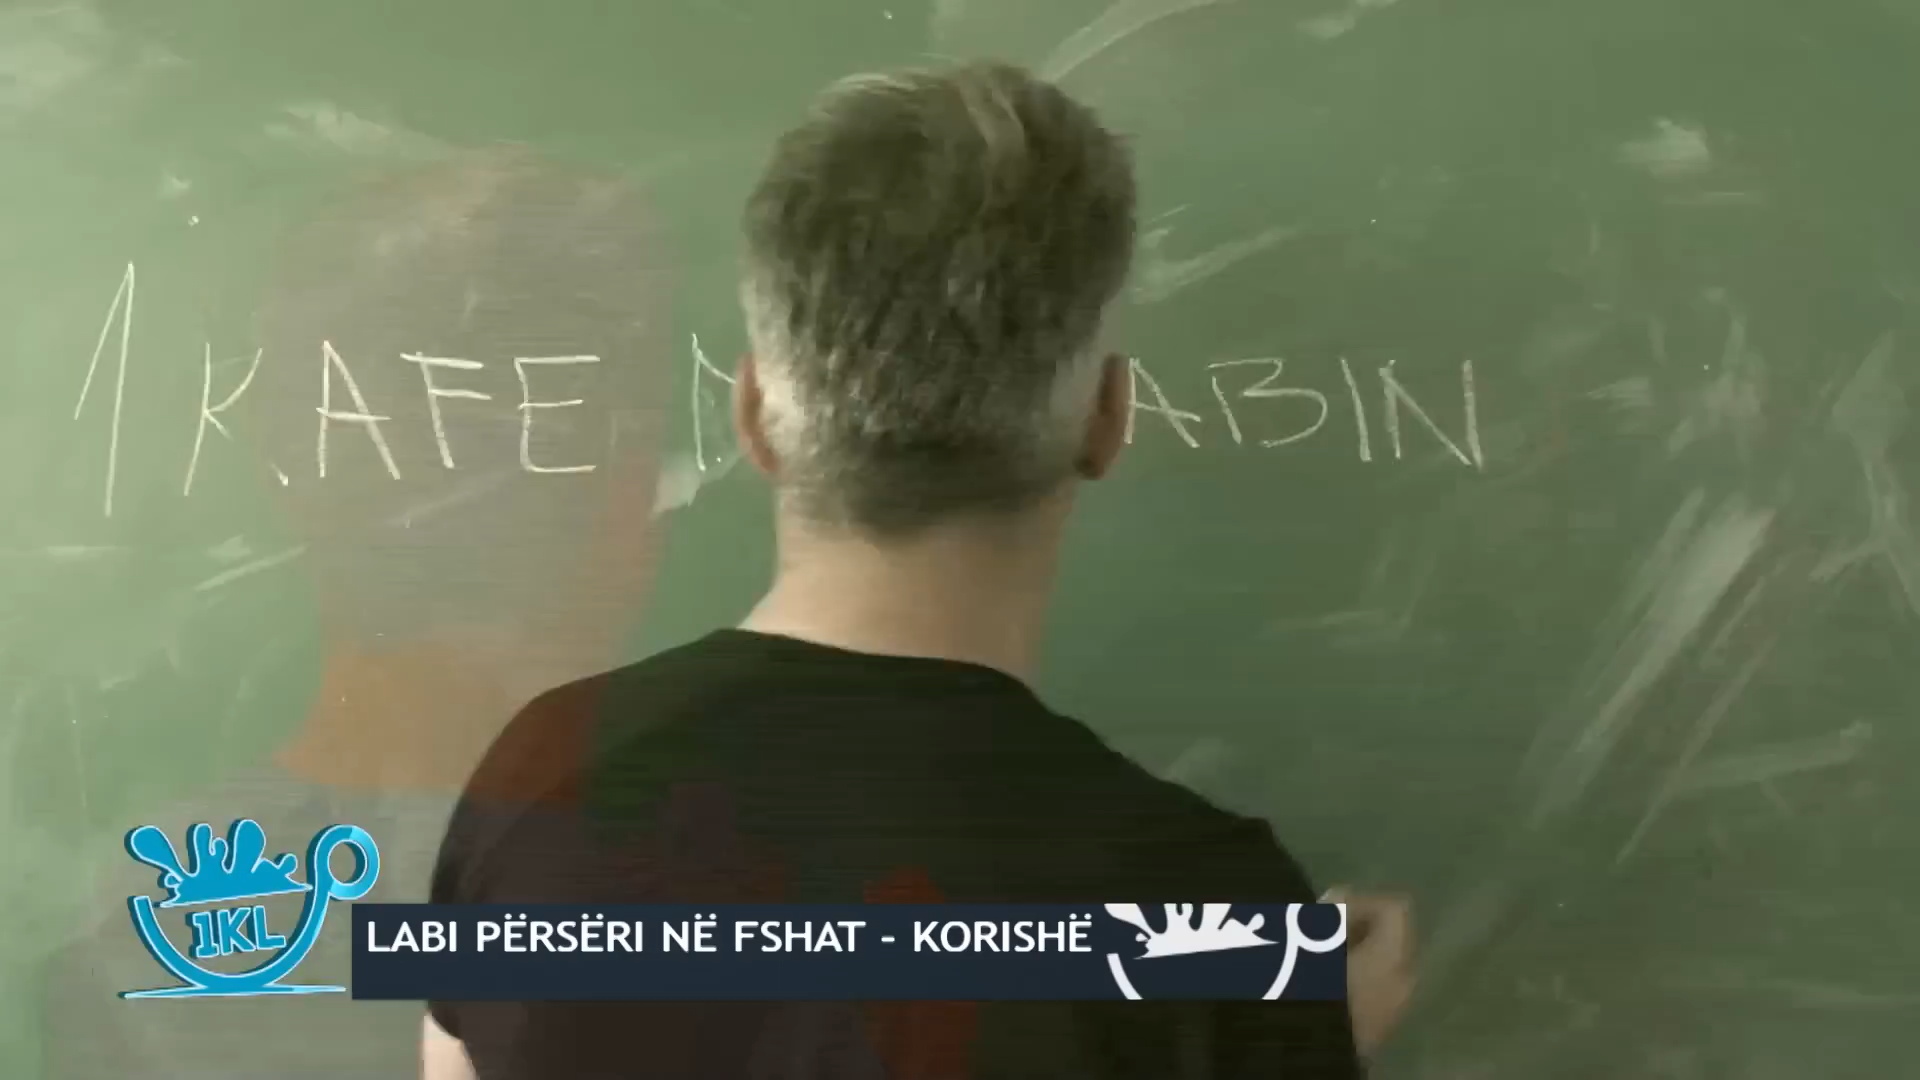 1 KAFE ABIN
1KL
LABI PËRSËRI NË FSHAT - KORISHË